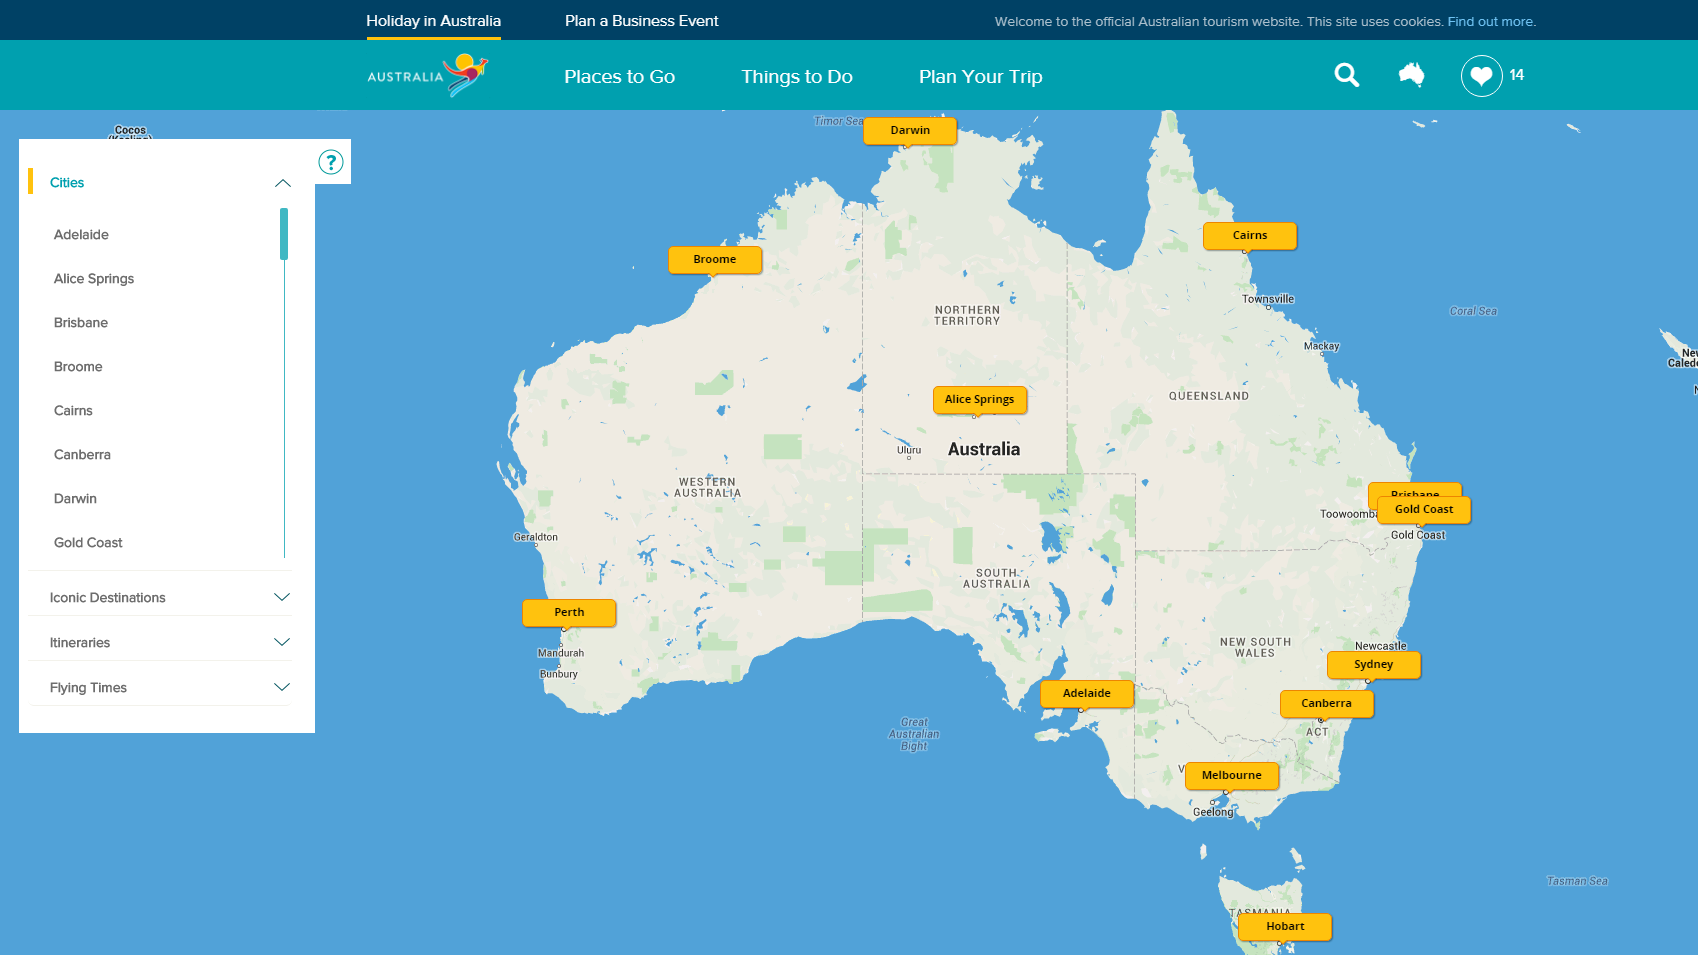 Holiday in Australia
Plan a Business Event
Welcome to the official Australian tourism website. This site uses cookies. Find out more.
AUSTRALIA
Places to Go
Things to Do
Plan Your Trip
14
Cocos
(Keeling)
?
Cities
Adelaide
Alice Springs
Brisbane
Broome
Cairns
Canberra
Darwin
Gold Coast
Iconic Destinations
Itineraries
Flying Times
Timor Sea
Darwin
Cairns
Broome
Townsville
NORTHERN
TERRITORY
Coral Sea
Mackay
New
Caled
QUEENSLAND
Alice Springs
Uluru
Australia
WESTERN
AUSTRALIA
Brisbane
Gold Coast
Toowoomba
Gold Coast
Geraldton
SOUTH
AUSTRALIA
Perth
Mandurah
Bunbury
NEW SOUTH
WALES
Newcastle
Sydney
Adelaide
Canberra
ACT
Great
Australian
Bight
Melbourne
Geelong
Tasman Sea
TASMANIA
Hobart